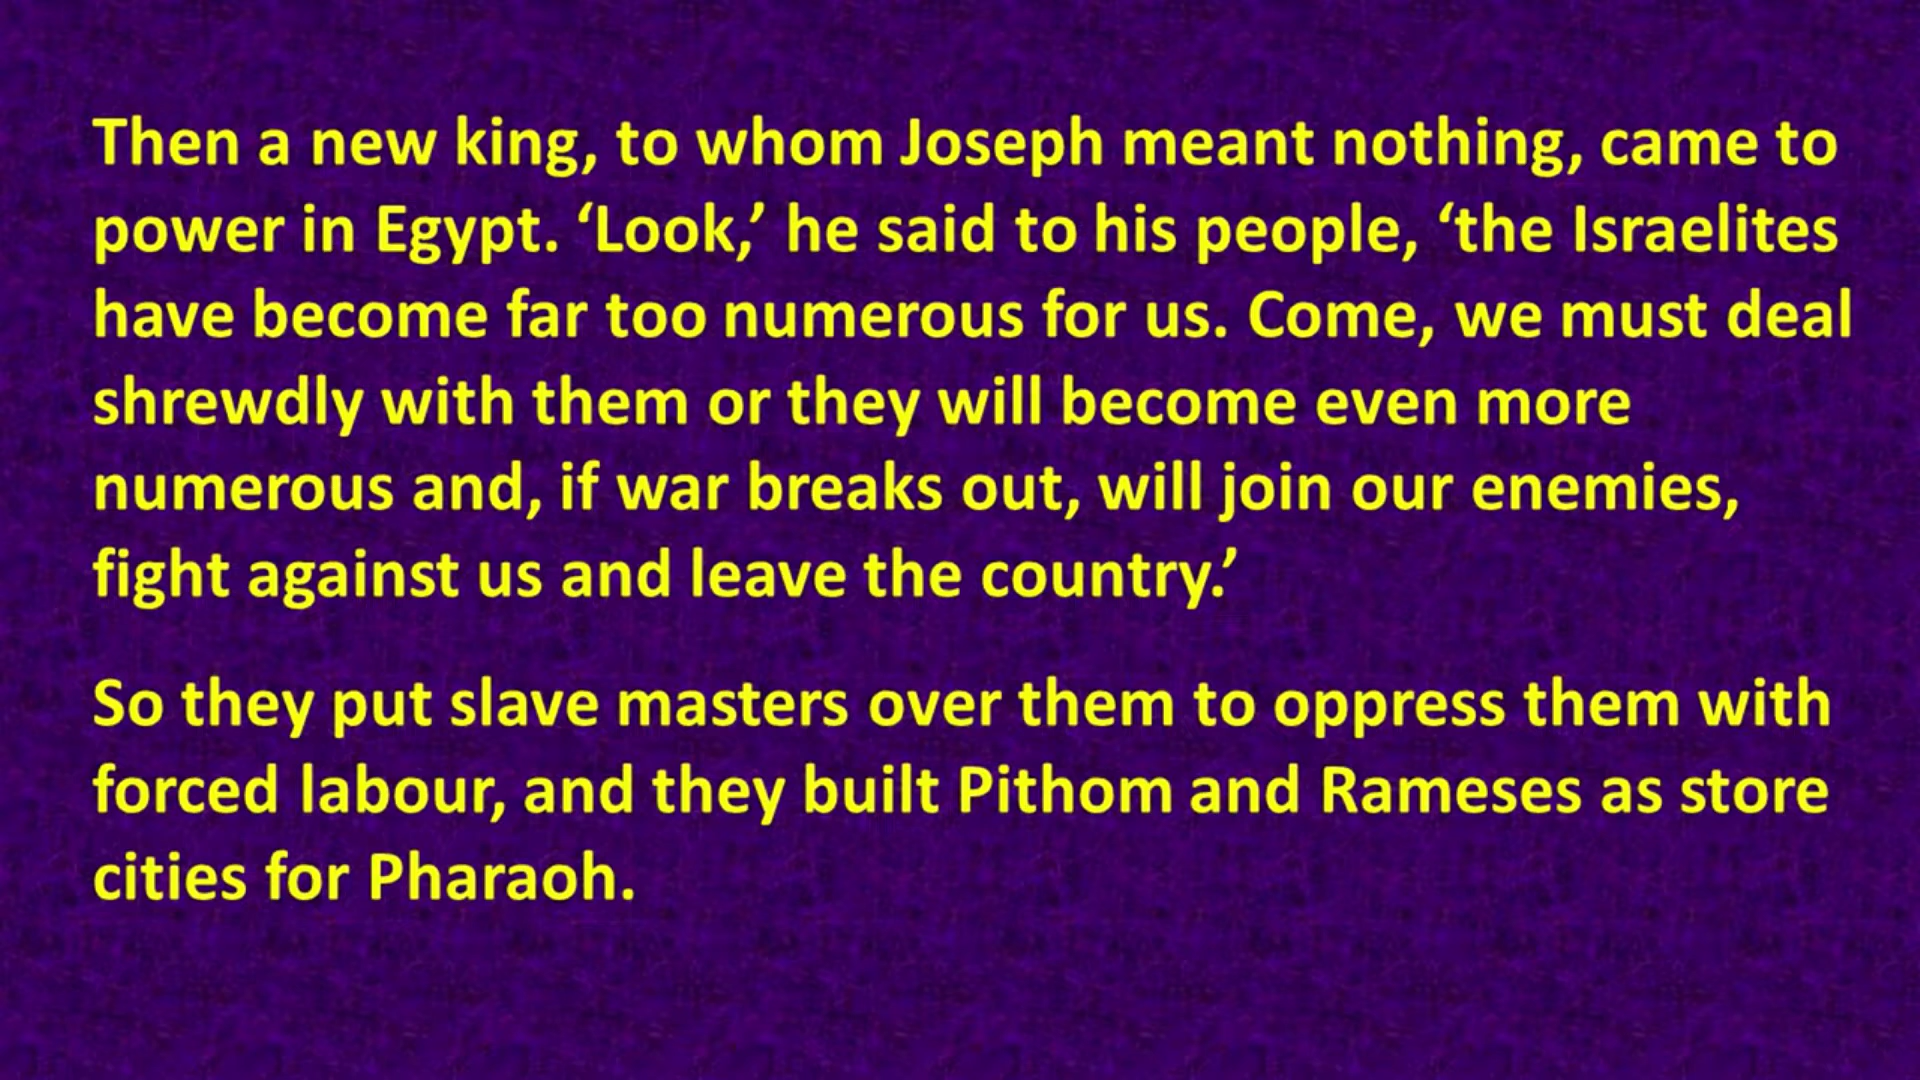 Then a new king, to whom Joseph meant nothing, came to
power in Egypt. ‘Look,’ he said to his people, ‘the Israelites
have become far too numerous for us. Come, we must deal
shrewdly with them or they will become even more
numerous and, if war breaks out, will join our enemies,
fight against us and leave the country.’
So they put slave masters over them to oppress them with
forced labour, and they built Pithom and Rameses as store
cities for Pharaoh.